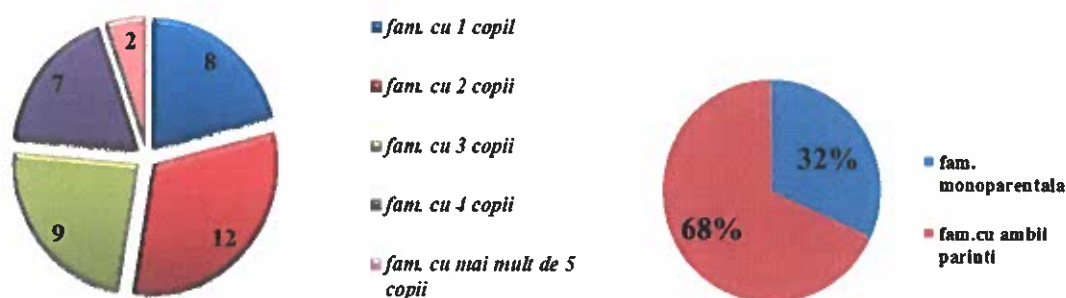 2
8
7
9
12
fam. cu 1 copil
fam. cu 2 copii
fam. cu 3 copii
fam. cu 4 copii
fam. cu mai mult de 5
copii
32%
68%
fam.
monoparentala
fam.cu ambii
parinti